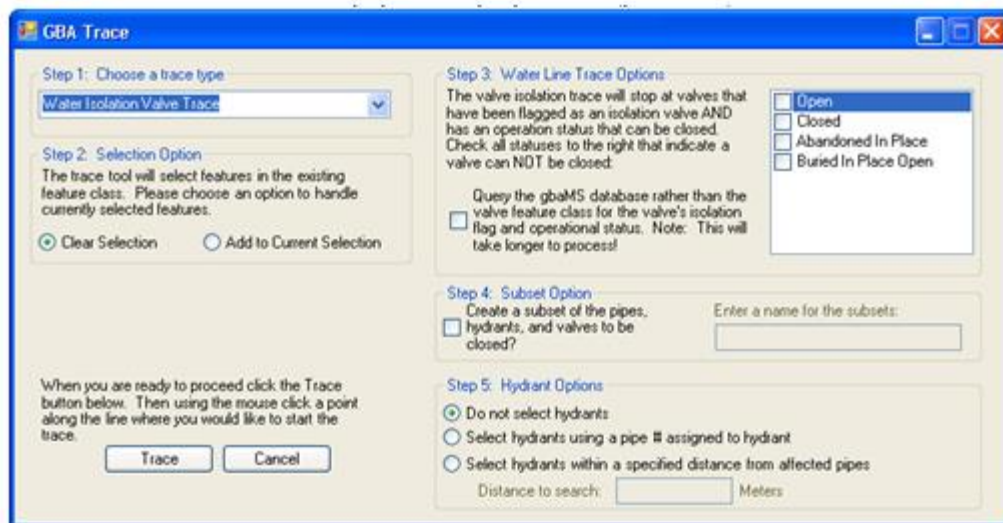 GBA Trace
Step 1: Choose a trace type
Water Isolation Valve Trace
Step 2: Selection Option
The trace tool will select features in the existing
feature class. Please choose an option to handle
currently selected features.
Clear Selection
Add to Current Selection
When you are ready to proceed click the Trace
button below. Then using the mouse click a point
along the line where you would like to start the
trace.
Trace
Cancel
Step 3: Water Line Trace Options
The valve isolation trace will stop at valves that
have been flagged as an isolation valve AND
has an operation status that can be closed.
Check all statuses to the right that indicate a
valve can NOT be closed:
Open
Closed
Abandoned In Place
Buried In Place Open
Query the gbaMS database rather than the
valve feature class for the valve's isolation
flag and operational status. Note: This will
take longer to process!
Step 4: Subset Option
Create a subset of the pipes,
hydrants, and valves to be
closed?
Enter a name for the subsets:
Step 5: Hydrant Options
Do not select hydrants
Select hydrants using a pipe # assigned to hydrant
Select hydrants within a specified distance from affected pipes
Distance to search:
Meters